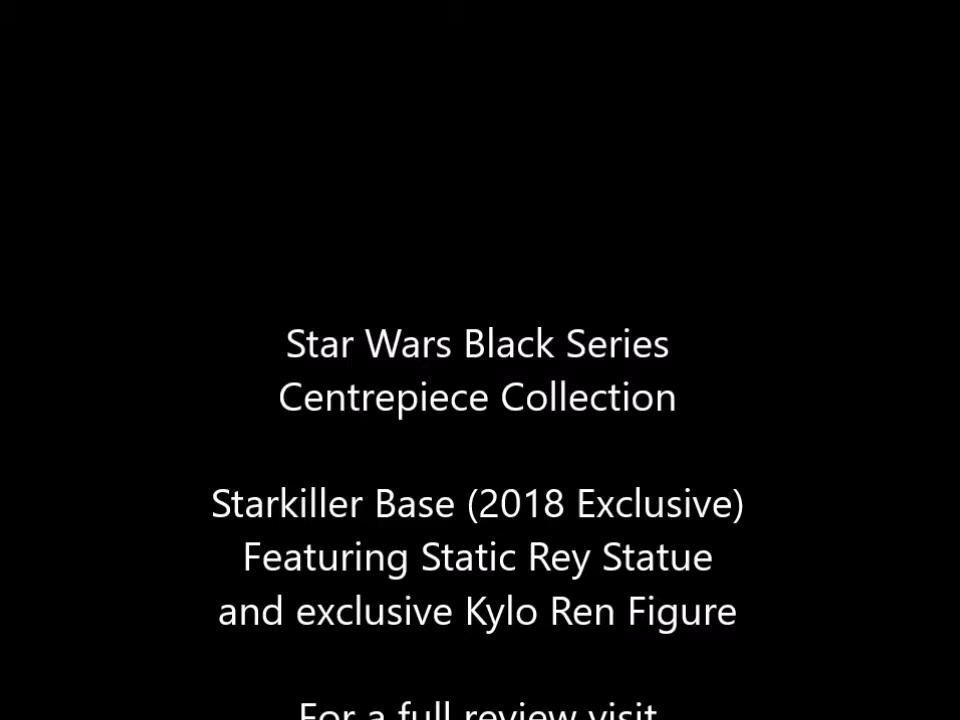 Star Wars Black Series
Centrepiece Collection
Starkiller Base (2018 Exclusive)
Featuring Static Rey Statue
and exclusive Kylo Ren Figure
For a full review visit